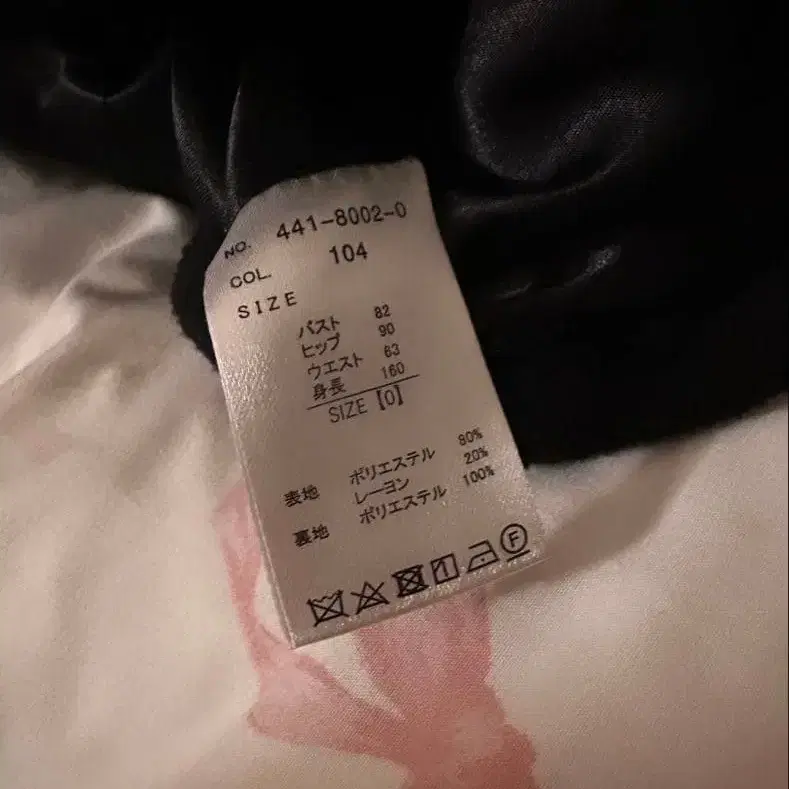 NO. 441-8002-0
COL. 104
SIZE
バスト 82
ヒップ 90
ウエスト 63
身長 160
SIZE【0】
表地 ポリエステル 80%
レーヨン 20%
裏地 ポリエステル 100%
F